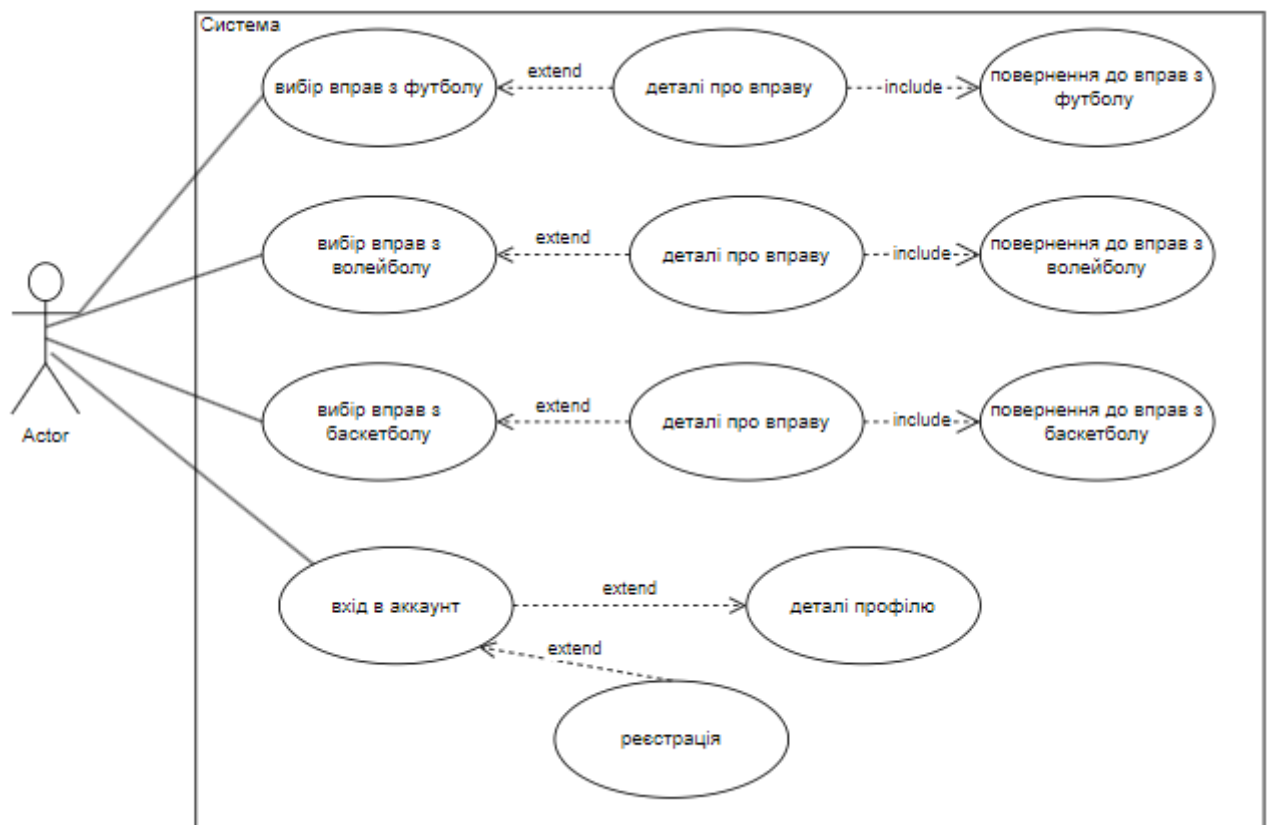 Система
вибір вправ з футболу
extend
деталі про вправу
include
повернення до вправ з
футболу
вибір вправ з
волейболу
extend
деталі про вправу
include
повернення до вправ з
волейболу
Actor
вибір вправ з
баскетболу
extend
деталі про вправу
include
повернення до вправ з
баскетболу
вхід в аккаунт
extend
деталі профілю
extend
реєстрація